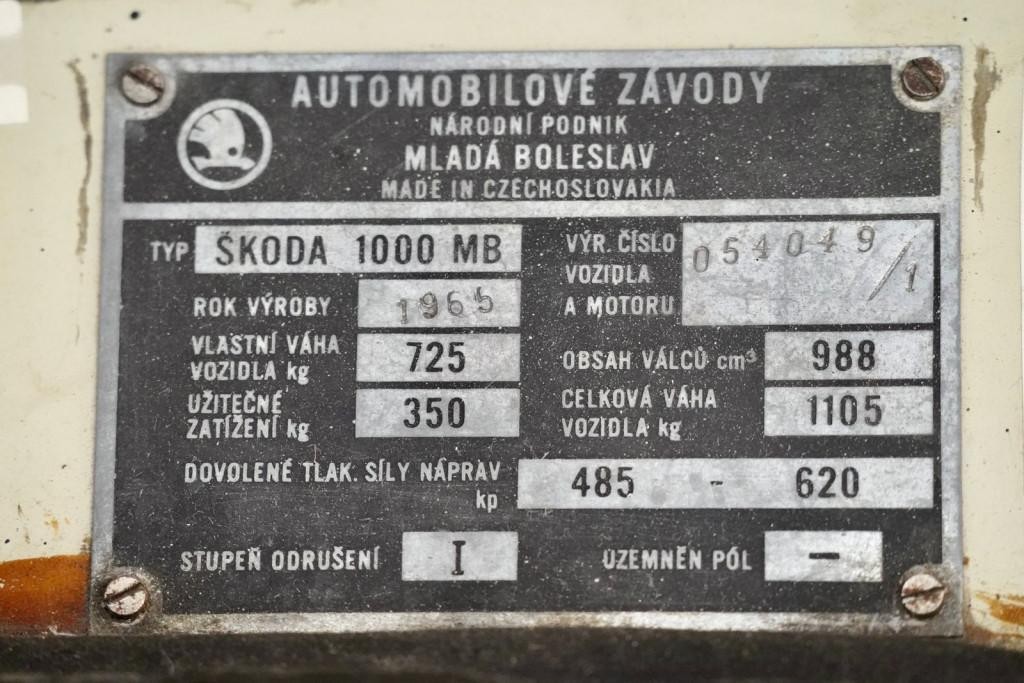 AUTOMOBILOVÉ ZÁVODY
NÁRODNÍ PODNIK
MLADÁ BOLESLAV
MADE IN CZECHOSLOVAKIA
TYP ŠKODA 1000 MB
ROK VÝROBY 1965
VLASTNÍ VÁHA
VOZIDLA kg 725
UŽITEČNÉ
ZATÍŽENÍ kg 350
VÝR. ČÍSLO
VOZIDLA
A MOTORU
054049/1
OBSAH VÁLCŮ cm³ 988
CELKOVÁ VÁHA
VOZIDLA kg 1105
DOVOLENÉ TLAK. SÍLY NÁPRAV
kp 485 - 620
STUPEŇ ODRUŠENÍ I
UZEMNĚN PÓL –